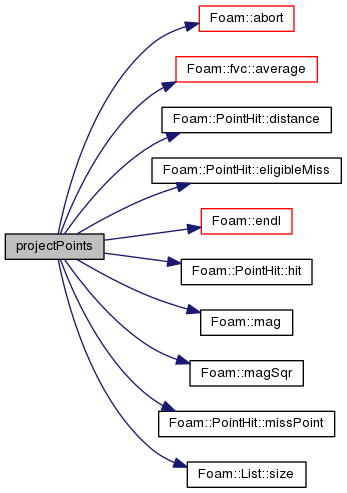 Foam::abort
Foam::fvc::average
Foam::PointHit::distance
Foam::PointHit::eligibleMiss
projectPoints
Foam::endl
Foam::PointHit::hit
Foam::mag
Foam::magSqr
Foam::PointHit::missPoint
Foam::List::size